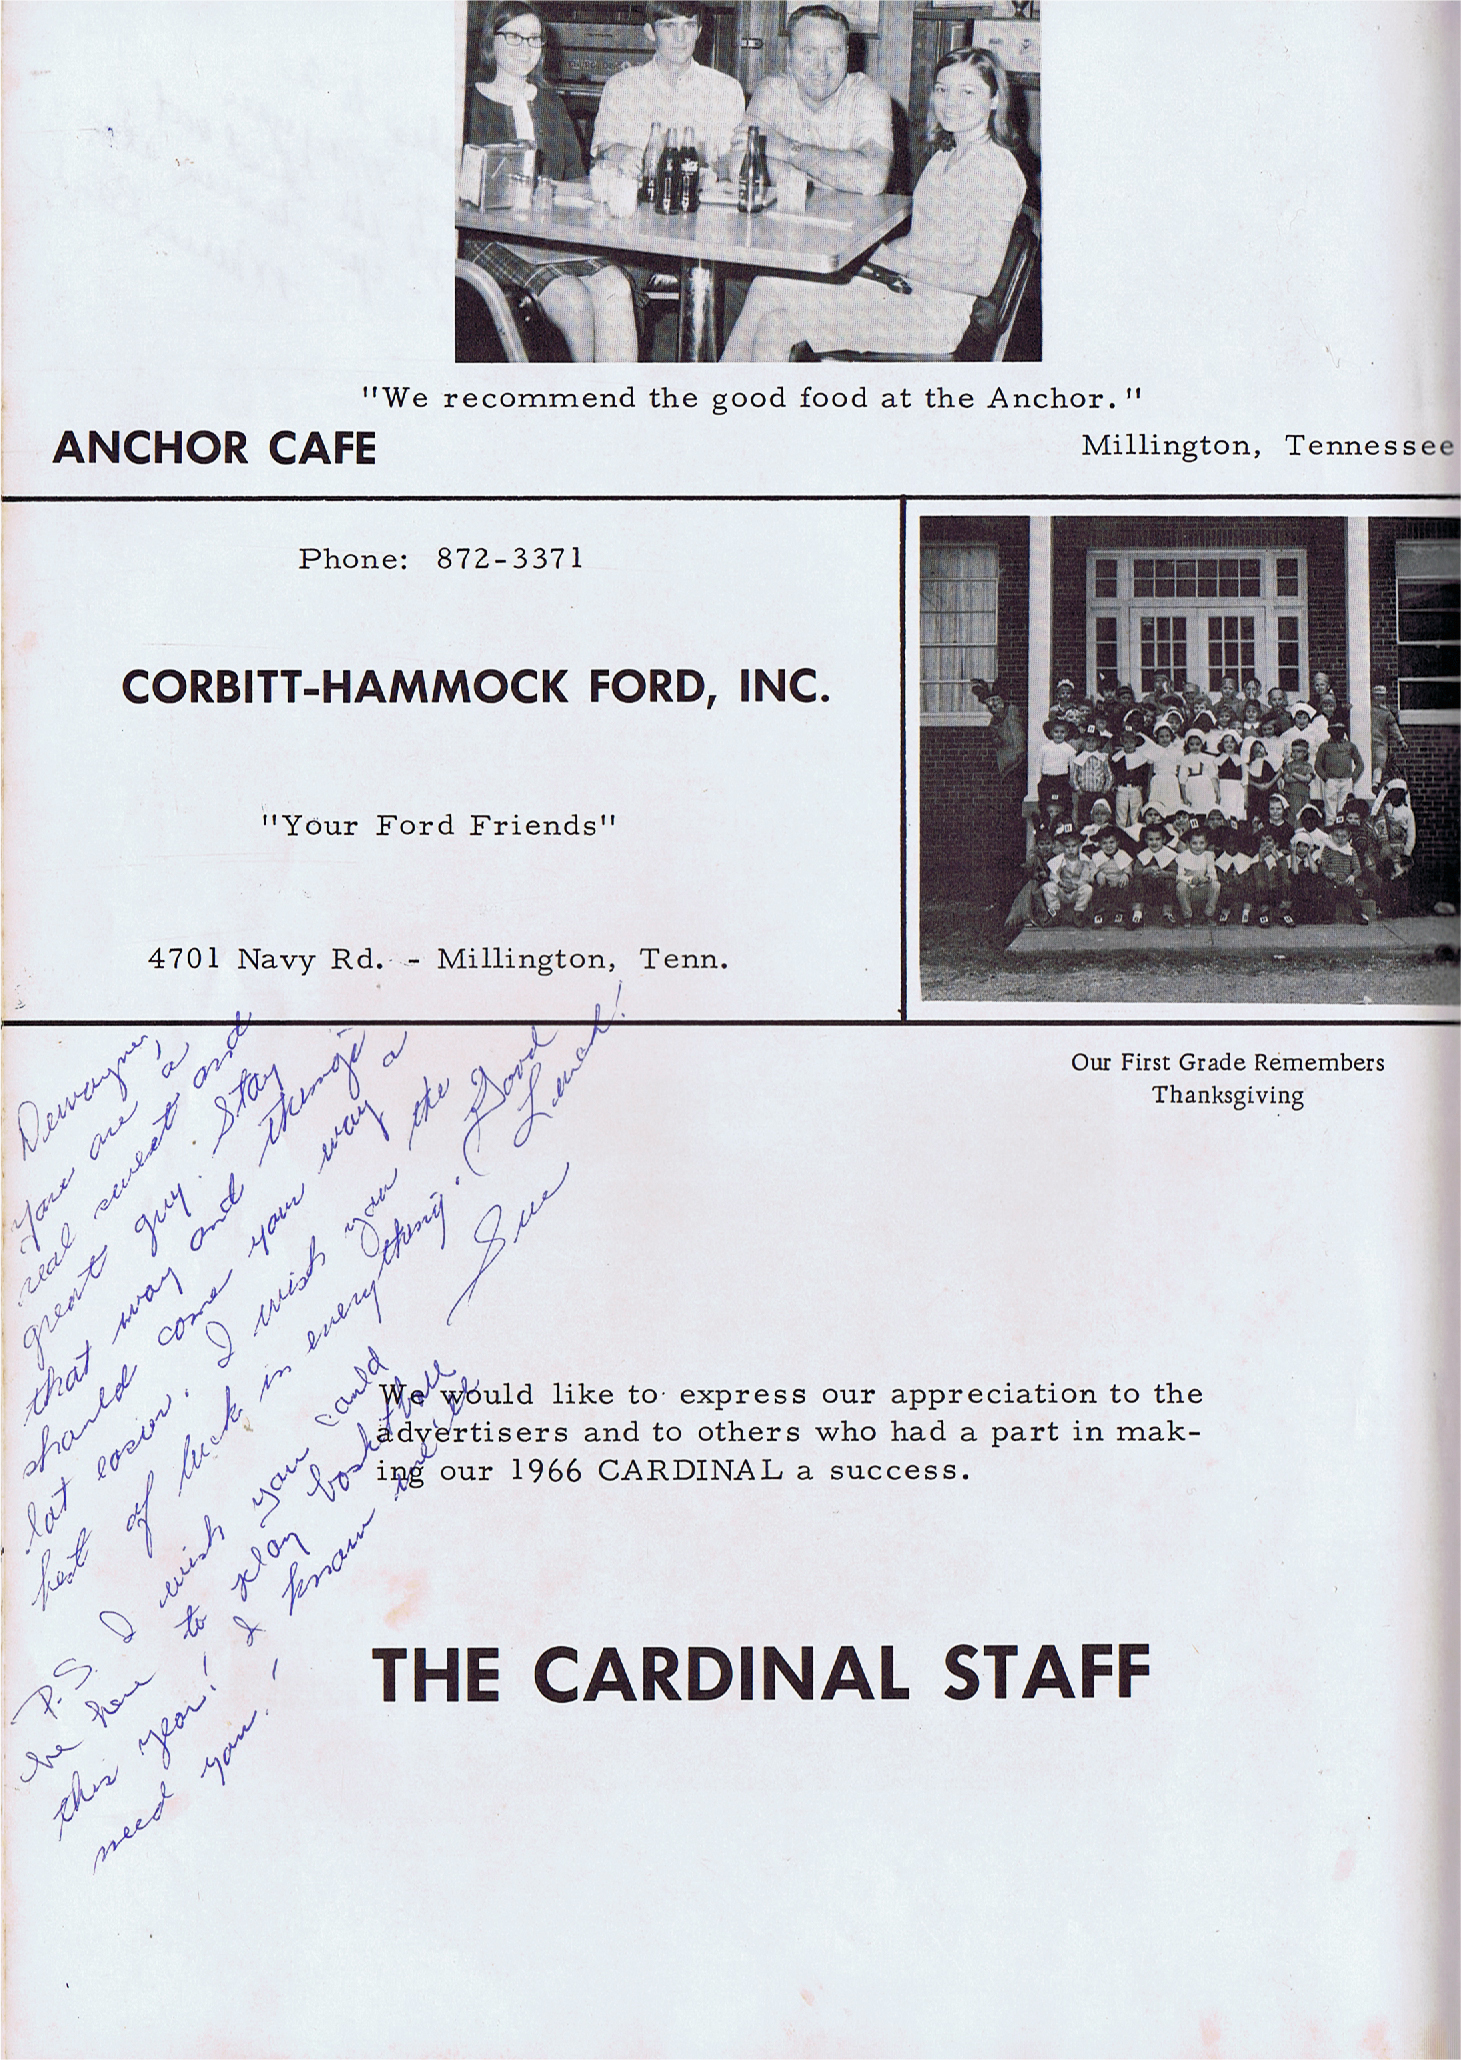 "We recommend the good food at the Anchor."
ANCHOR CAFE
Millington, Tennessee
Phone: 872-3371
CORBITT-HAMMOCK FORD, INC.
"Your Ford Friends"
4701 Navy Rd. - Millington, Tenn.
Our First Grade Remembers
Thanksgiving
Dewayne,
you are a
real sweet and
great guy. Stay
that way and things
should come your way a
lot easier. I wish you the
best of luck in everything. (Good Lunch!
Sue
P.S. I wish you could
be here to play basketball
this year! I know we'll
need you!
We would like to express our appreciation to the
advertisers and to others who had a part in mak-
ing our 1966 CARDINAL a success.
THE CARDINAL STAFF